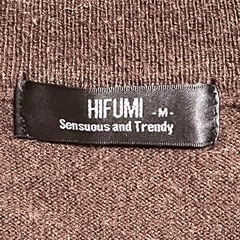 HIFUMI -M-
Sensuous and Trendy